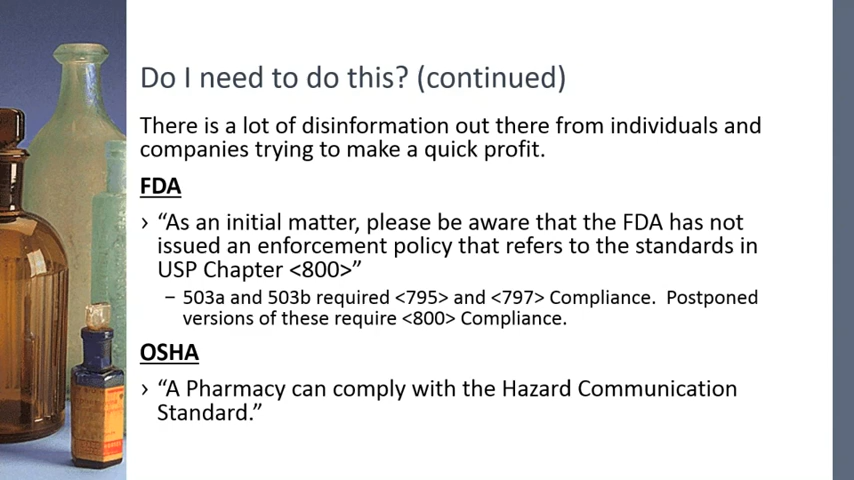 Do I need to do this? (continued)
There is a lot of disinformation out there from individuals and
companies trying to make a quick profit.
FDA
› “As an initial matter, please be aware that the FDA has not
issued an enforcement policy that refers to the standards in
USP Chapter <800>”
– 503a and 503b required <795> and <797> Compliance.  Postponed
versions of these require <800> Compliance.
OSHA
› “A Pharmacy can comply with the Hazard Communication
Standard.”